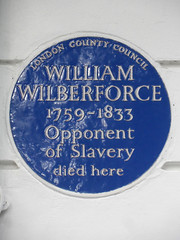 LONDON COUNTY COUNCIL
WILLIAM
WILBERFORCE
1759-1833
Opponent
of Slavery
died here